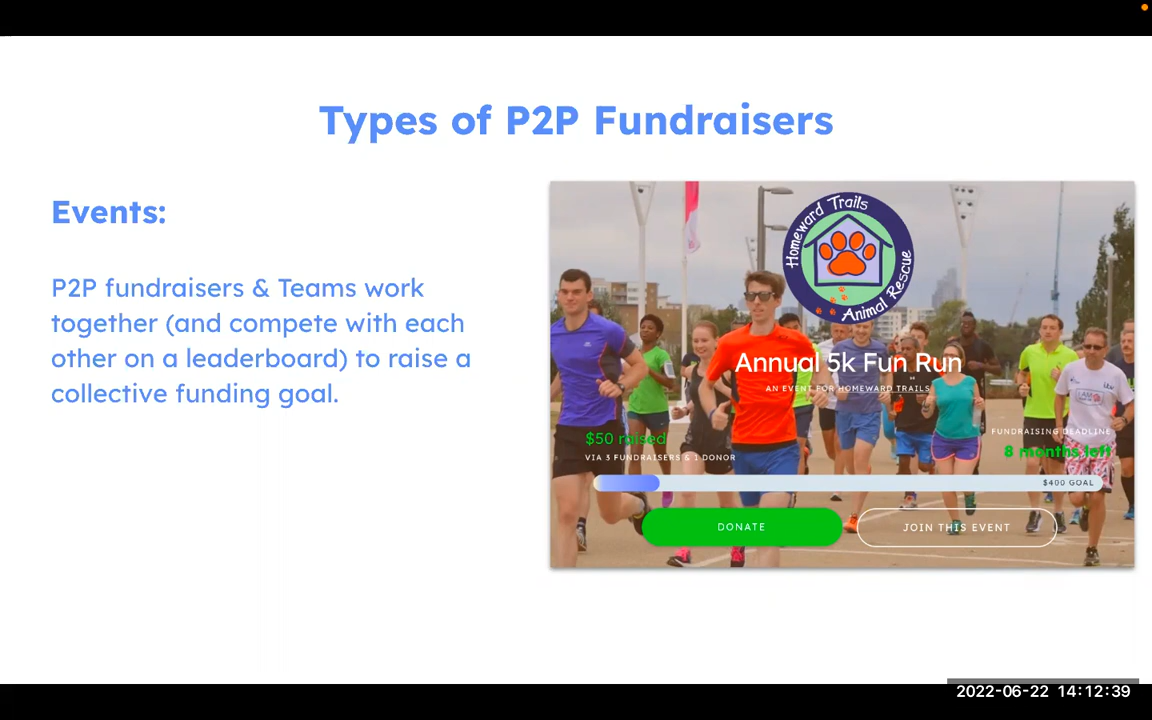 Types of P2P Fundraisers
Events:
P2P fundraisers & Teams work
together (and compete with each
other on a leaderboard) to raise a
collective funding goal.
Homeward Trails
Animal Rescue
Annual 5k Fun Run
AN EVENT FOR HOMEWARD TRAILS
$50 raised
VIA 3 FUNDRAISERS & 1 DONOR
FUNDRAISING DEADLINE
8 months left
$400 GOAL
DONATE
JOIN THIS EVENT
2022-06-22 14:12:39